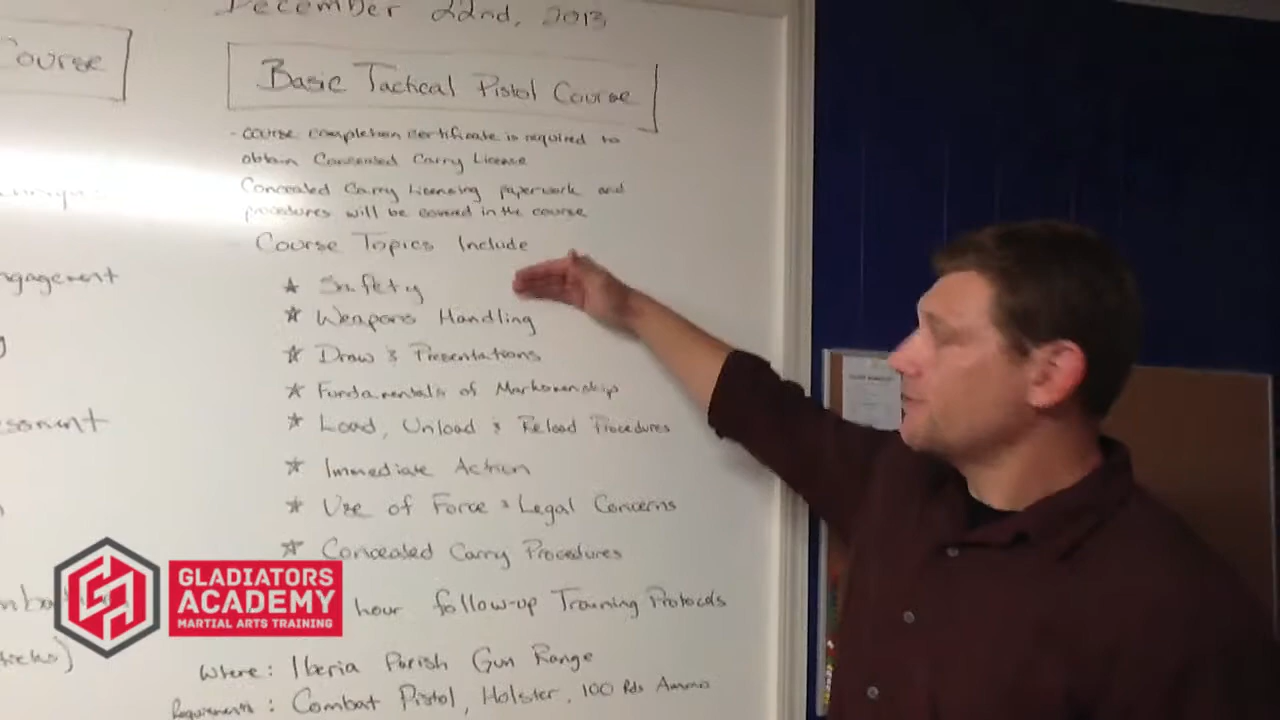 December 22nd, 2013
Course
Basic Tactical Pistol Course
- course completion certificate is required to
obtain Concealed Carry License
Concealed Carry Licensing paperwork and
procedures will be covered in the course
Course Topics Include
★ Safety
★ Weapons Handling
ngagement
★ Draw & Presentations
★ Fundamentals of Marksmanship
★ Load, Unload & Reload Procedures
essment
★ Immediate Action
★ Use of Force & Legal Concerns
★ Concealed Carry Procedures
GLADIATORS
ACADEMY
MARTIAL ARTS TRAINING
hour follow-up Training Protocols
Where: Iberia Parish Gun Range
Requirements: Combat Pistol, Holster, 100 Rds Ammo